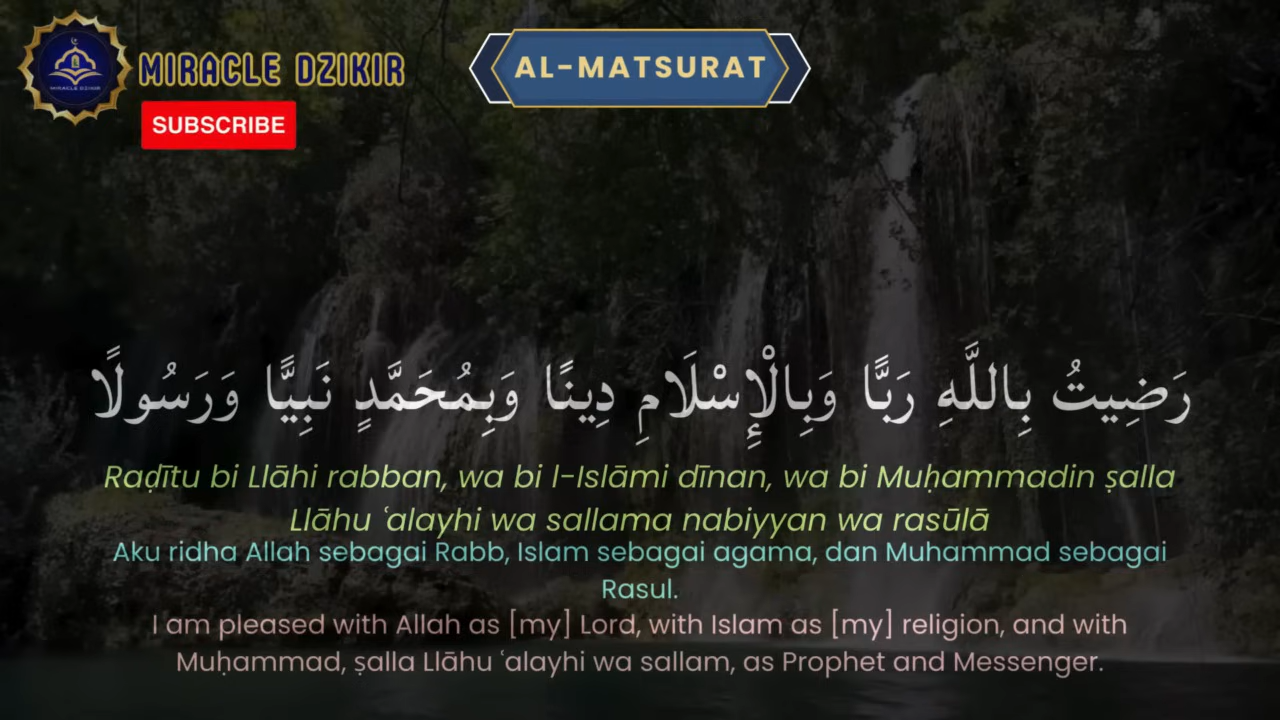 MIRACLE DZIKIR
MIRACLE DZIKIR
SUBSCRIBE
AL-MATSURAT
رَضِيتُ بِاللَّهِ رَبًّا وَبِالْإِسْلَامِ دِينًا وَبِمُحَمَّدٍ نَبِيًّا وَرَسُولًا
Raḍītu bi Llāhi rabban, wa bi l-Islāmi dīnan, wa bi Muḥammadin ṣalla
Llāhu ʿalayhi wa sallama nabiyyan wa rasūlā
Aku ridha Allah sebagai Rabb, Islam sebagai agama, dan Muhammad sebagai
Rasul.
I am pleased with Allah as [my] Lord, with Islam as [my] religion, and with
Muḥammad, ṣalla Llāhu ʿalayhi wa sallam, as Prophet and Messenger.